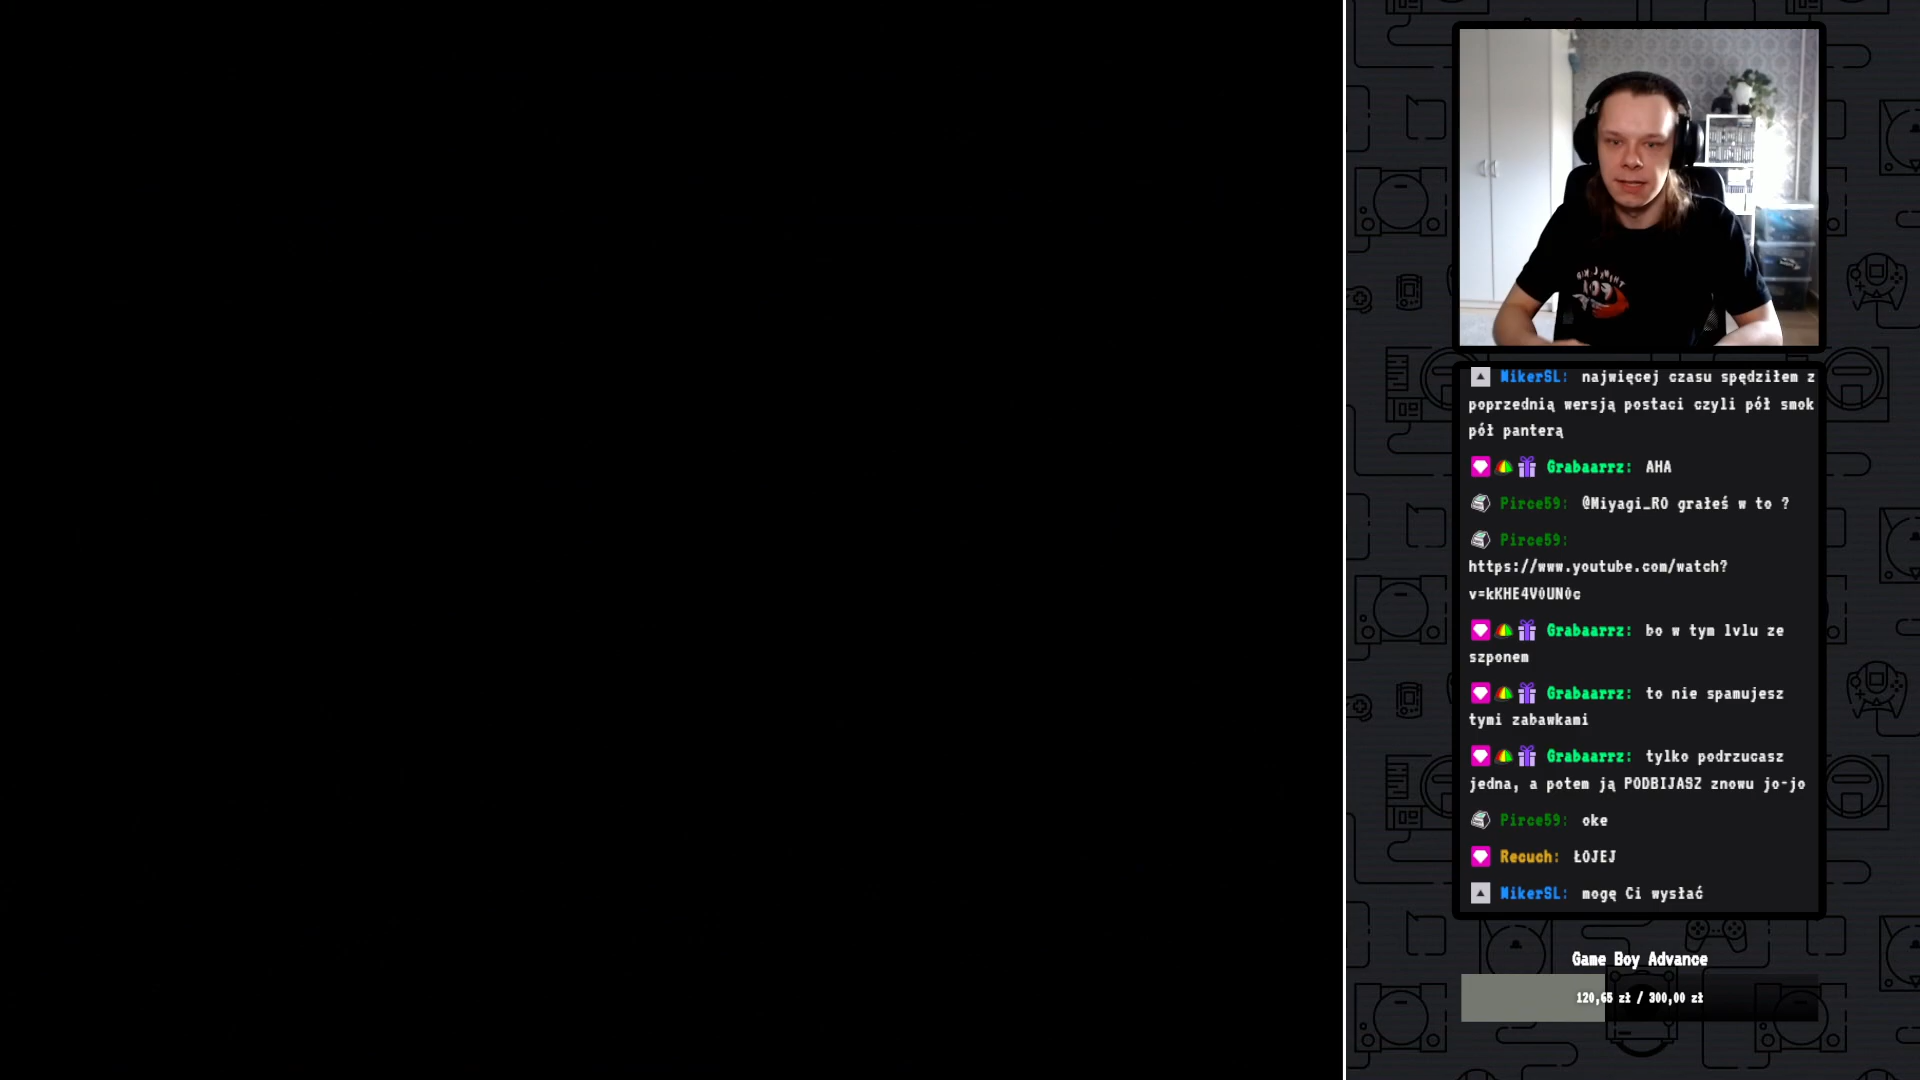 MikerSL: najwięcej czasu spędziłem z
poprzednią wersją postaci czyli pół smok
pół panterą
Grabaarrz: AHA
Pirce59: @Miyagi_RO grałeś w to ?
Pirce59:
https://www.youtube.com/watch?
v=kKHE4V0UN0c
Grabaarrz: bo w tym lvlu ze
szponem
Grabaarrz: to nie spamujesz
tymi zabawkami
Grabaarrz: tylko podrzucasz
jedna, a potem ją PODBIJASZ znowu jo-jo
Pirce59: oke
Recuch: ŁOJEJ
MikerSL: mogę Ci wysłać
Game Boy Advance
120,65 zł / 300,00 zł